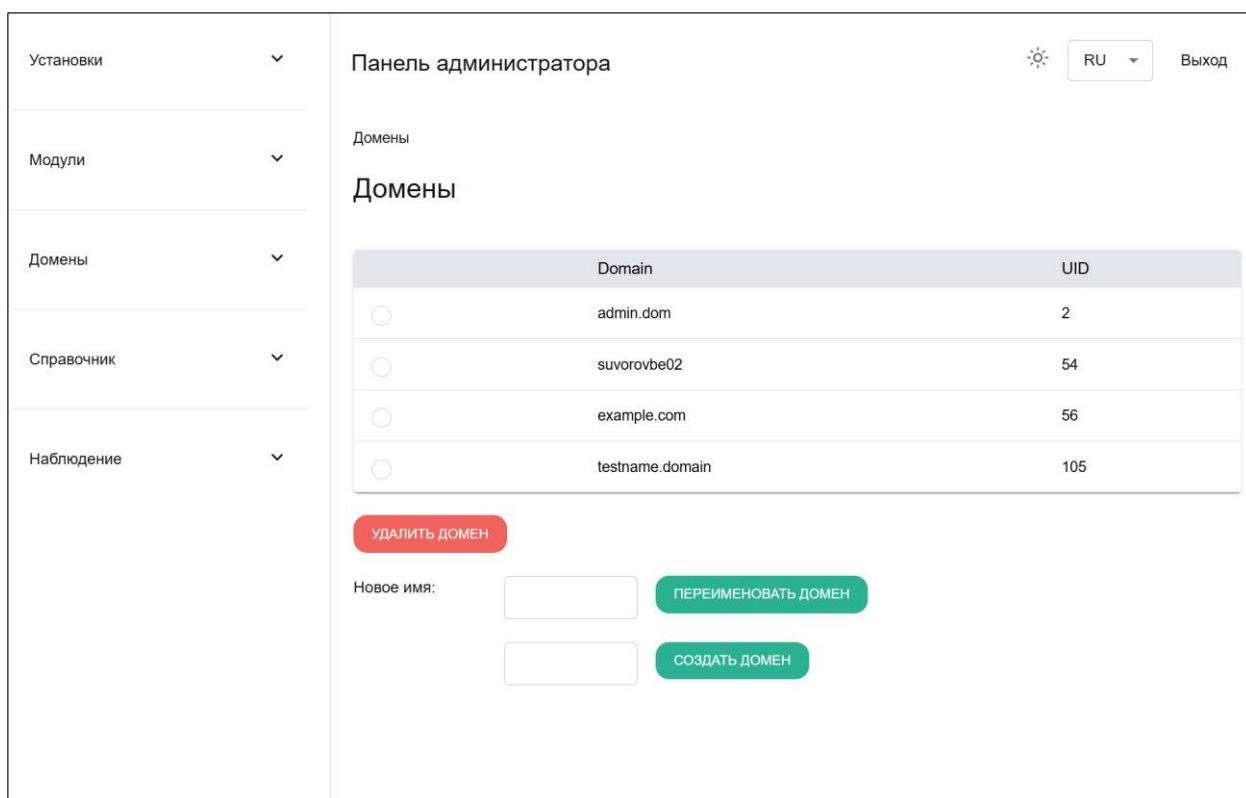 Установки
Модули
Домены
Справочник
Наблюдение
Панель администратора
RU
Выход
Домены
Домены
Domain UID
admin.dom 2
suvorovbe02 54
example.com 56
testname.domain 105
УДАЛИТЬ ДОМЕН
Новое имя: ПЕРЕИМЕНОВАТЬ ДОМЕН
СОЗДАТЬ ДОМЕН